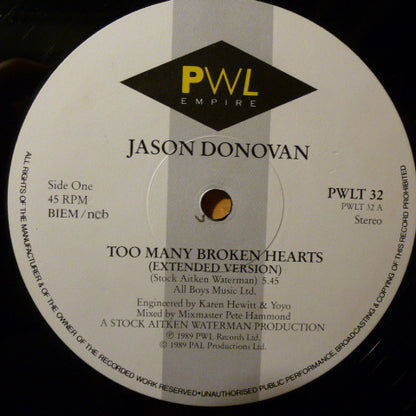 PWL
EMPIRE
JASON DONOVAN
Side One
45 RPM
BIEM/ncb
PWLT 32
PWLT 32 A
Stereo
TOO MANY BROKEN HEARTS
(EXTENDED VERSION)
(Stock Aitken Waterman) 5.45
All Boys Music Ltd.
Engineered by Karen Hewitt & Yoyo
Mixed by Mixmaster Pete Hammond
A STOCK AITKEN WATERMAN PRODUCTION
℗ 1989 PWL Records Ltd.
© 1989 PAL Productions Ltd.
ALL RIGHTS OF THE MANUFACTURER & OF THE OWNER OF THE RECORDED WORK RESERVED•UNAUTHORISED PUBLIC PERFORMANCE, BROADCASTING & COPYING OF THIS RECORD PROHIBITED